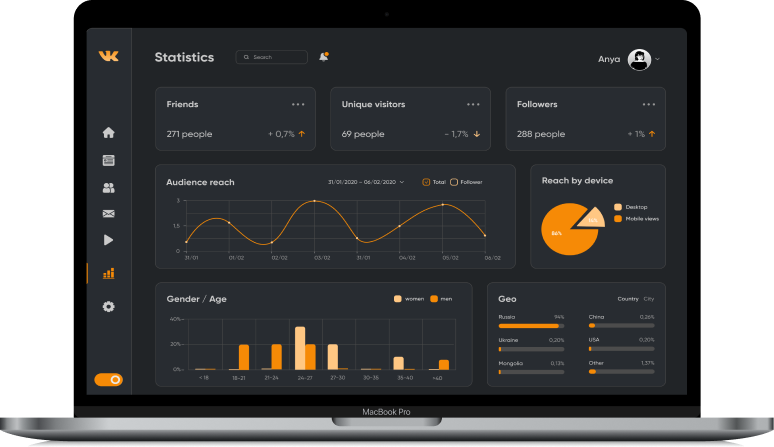 VK
Statistics
Search
Anya
Friends
271 people
+ 0,7%
Unique visitors
69 people
- 1,7%
Followers
288 people
+ 1%
Audience reach
31/01/2020 – 06/02/2020
Total
Follower
3
1,5
0
31/01
01/02
02/02
03/02
31/01
04/02
05/02
06/02
Reach by device
Desktop
Mobile views
86%
14%
Gender / Age
women
men
40%
20%
0%
<18
18-21
21-24
24-27
27-30
30-35
35-40
>40
Geo
Country City
Russia 94%
China 0,26%
Ukraine 0,20%
USA 0,20%
Mongolia 0,13%
Other 1,37%
MacBook Pro